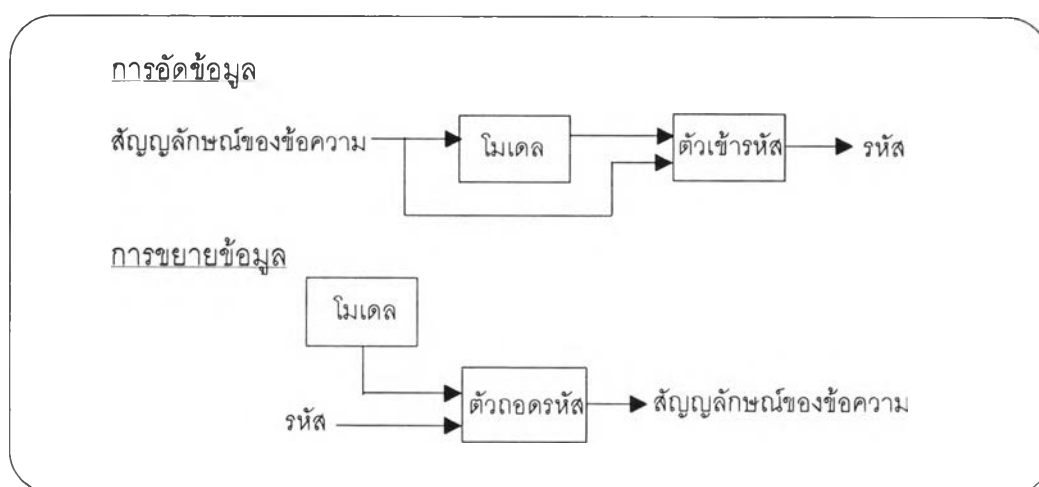 การอัดข้อมูล
สัญญลักษณ์ของข้อความ
โมเดล
ตัวเข้ารหัส
รหัส
การขยายข้อมูล
โมเดล
รหัส
ตัวถอดรหัส
สัญญลักษณ์ของข้อความ